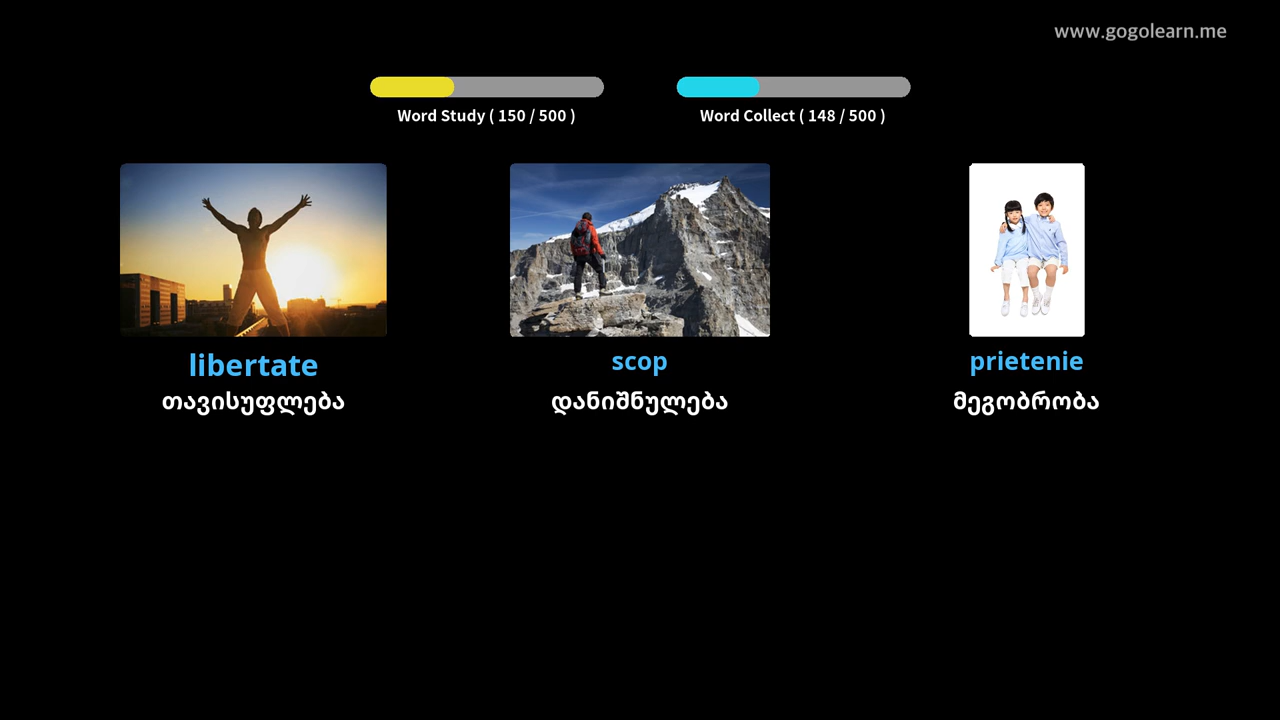 www.gogolearn.me
Word Study ( 150 / 500 )
Word Collect ( 148 / 500 )
libertate
თავისუფლება
scop
დანიშნულება
prietenie
მეგობრობა